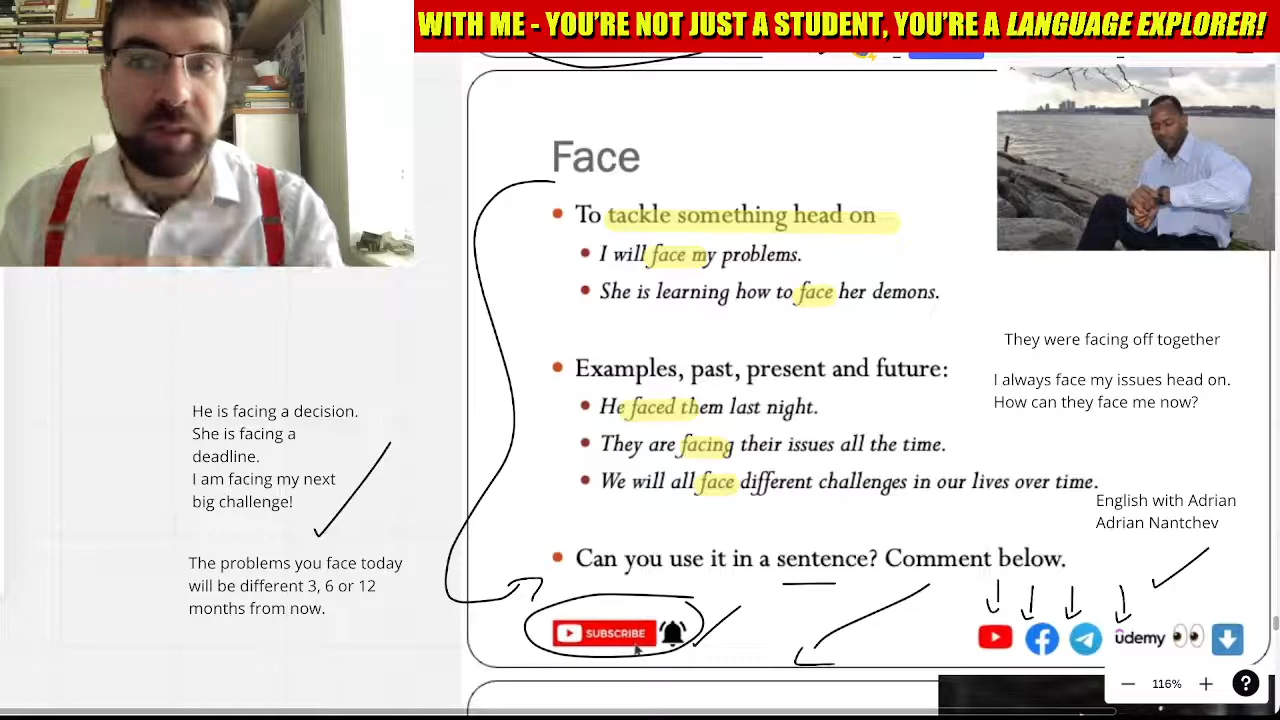 WITH ME - YOU'RE NOT JUST A STUDENT, YOU'RE A LANGUAGE EXPLORER!
Face
To tackle something head on
I will face my problems.
She is learning how to face her demons.
Examples, past, present and future:
He faced them last night.
They are facing their issues all the time.
We will all face different challenges in our lives over time.
Can you use it in a sentence? Comment below.
SUBSCRIBE
They were facing off together
I always face my issues head on.
How can they face me now?
English with Adrian
Adrian Nantchev
He is facing a decision.
She is facing a
deadline.
I am facing my next
big challenge!
The problems you face today
will be different 3, 6 or 12
months from now.
udemy
116%
?